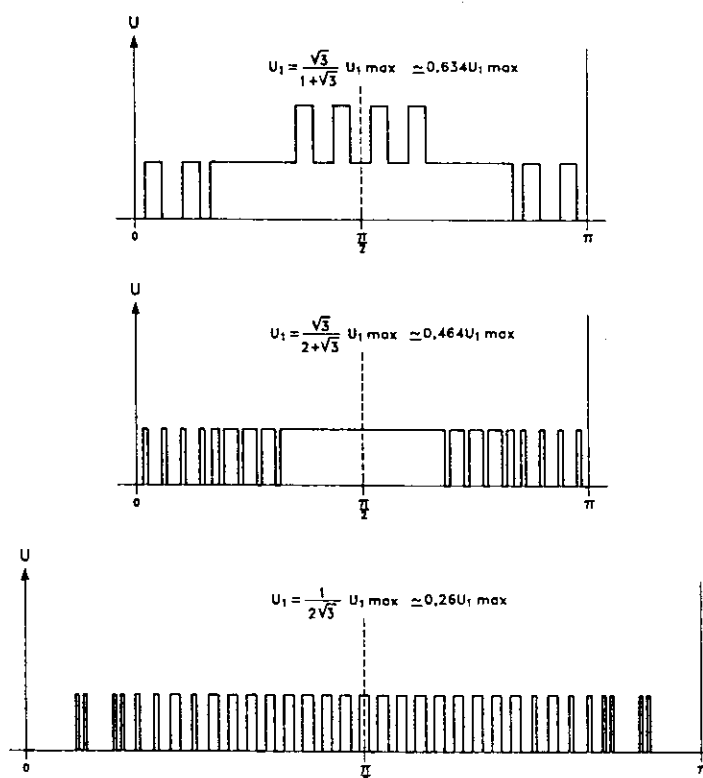 U
U₁ = √3 / 1+√3 U₁ max ≃ 0,634U₁ max
0 π/2 π
U
U₁ = √3 / 2+√3 U₁ max ≃ 0,464U₁ max
0 π/2 π
U
U₁ = 1 / 2√3 U₁ max ≃ 0,26U₁ max
0